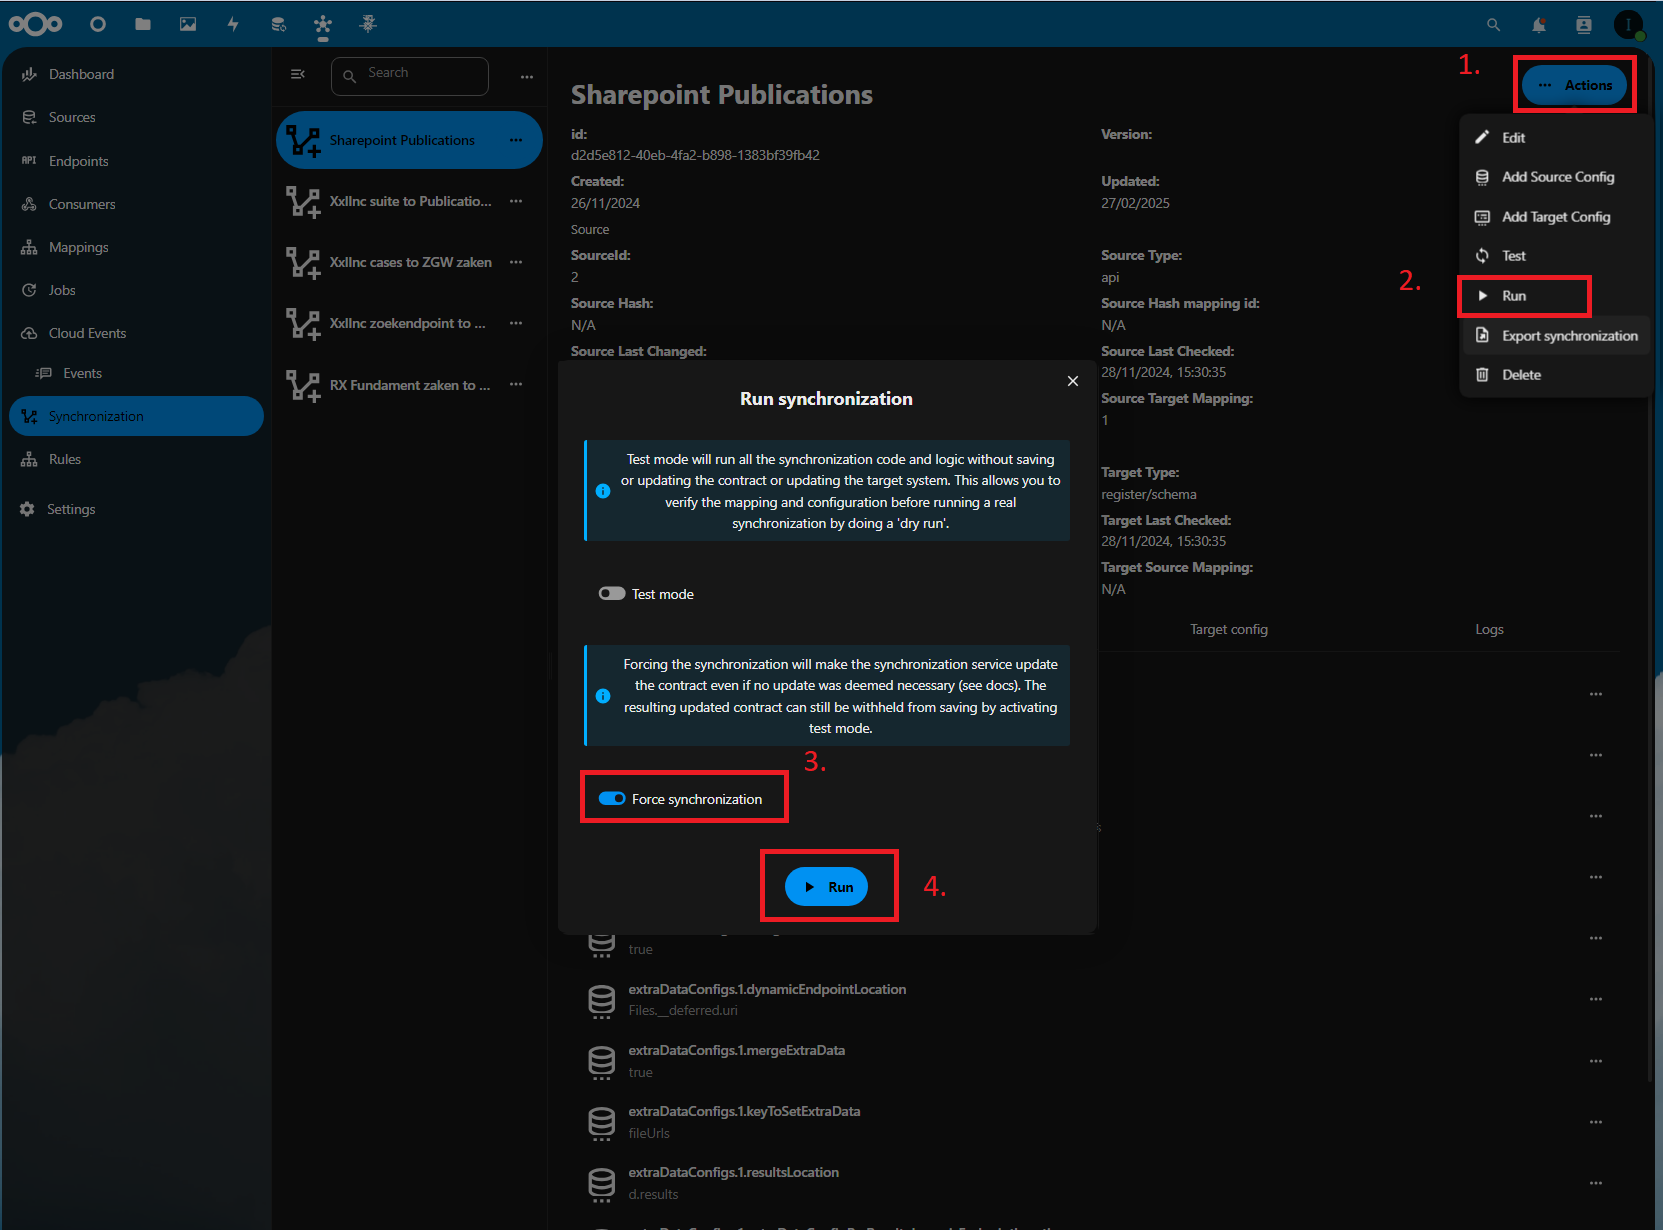 I
Dashboard
Sources
API Endpoints
Consumers
Mappings
Jobs
Cloud Events
Events
Synchronization
Rules
Settings
Search
Sharepoint Publications
Xxllnc suite to Publicatio...
Xxllnc cases to ZGW zaken
Xxllnc zoekendpoint to ...
RX Fundament zaken to ...
Sharepoint Publications
id:
d2d5e812-40eb-4fa2-b898-1383bf39fb42
Version:
Created:
26/11/2024
Updated:
27/02/2025
Source
SourceId:
2
Source Type:
api
Source Hash:
N/A
Source Hash mapping id:
N/A
Source Last Changed:
Source Last Checked:
28/11/2024, 15:30:35
Source Target Mapping:
1
Target Type:
register/schema
Target Last Checked:
28/11/2024, 15:30:35
Target Source Mapping:
N/A
Target config
Logs
1.
Actions
Edit
Add Source Config
Add Target Config
Test
2.
Run
Export synchronization
Delete
Run synchronization
Test mode will run all the synchronization code and logic without saving
or updating the contract or updating the target system. This allows you to
verify the mapping and configuration before running a real
synchronization by doing a 'dry run'.
Test mode
Forcing the synchronization will make the synchronization service update
the contract even if no update was deemed necessary (see docs). The
resulting updated contract can still be withheld from saving by activating
test mode.
3.
Force synchronization
Run
4.
true
extraDataConfigs.1.dynamicEndpointLocation
Files.__deferred.uri
extraDataConfigs.1.mergeExtraData
true
extraDataConfigs.1.keyToSetExtraData
fileUrls
extraDataConfigs.1.resultsLocation
d.results